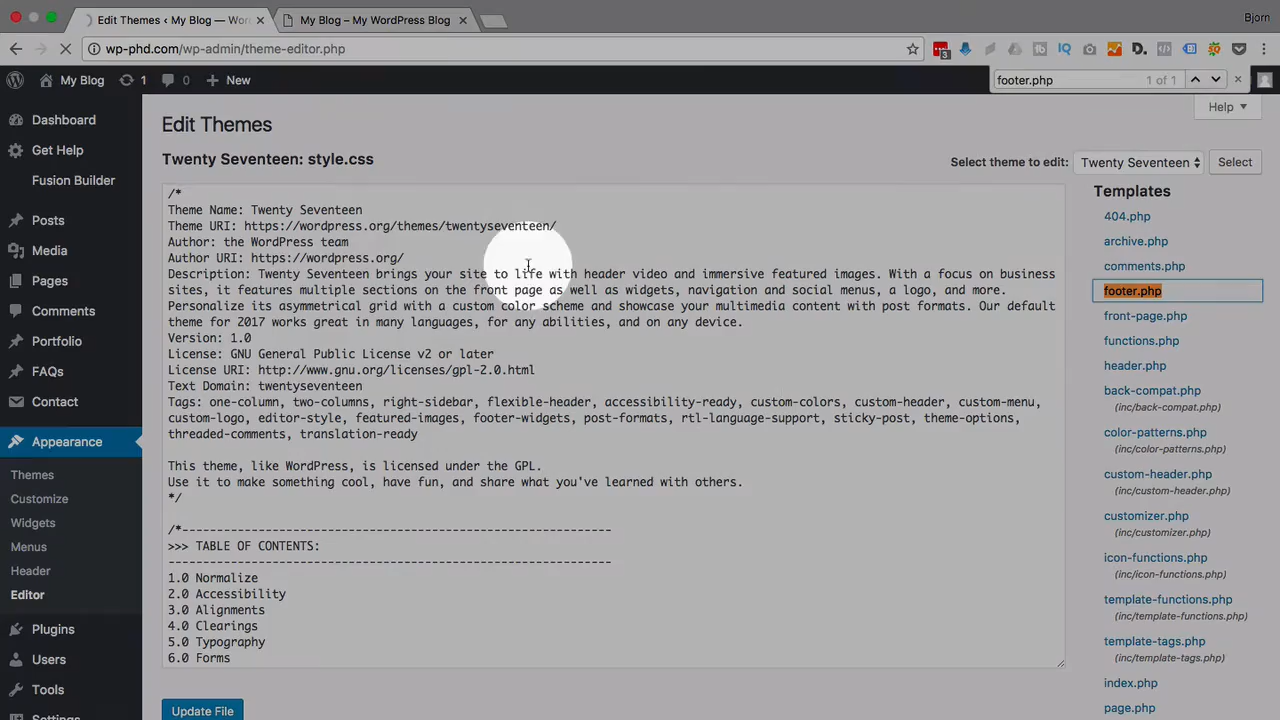 Edit Themes ‹ My Blog — Wor
My Blog – My WordPress Blog
Bjorn
wp-phd.com/wp-admin/theme-editor.php
3
My Blog
1
0
New
footer.php
1 of 1
Help
Dashboard
Get Help
Fusion Builder
Posts
Media
Pages
Comments
Portfolio
FAQs
Contact
Appearance
Themes
Customize
Widgets
Menus
Header
Editor
Plugins
Users
Tools
Settings
Edit Themes
Twenty Seventeen: style.css
Select theme to edit:
Twenty Seventeen
Select
/*
Theme Name: Twenty Seventeen
Theme URI: https://wordpress.org/themes/twentyseventeen/
Author: the WordPress team
Author URI: https://wordpress.org/
Description: Twenty Seventeen brings your site to life with header video and immersive featured images. With a focus on business
sites, it features multiple sections on the front page as well as widgets, navigation and social menus, a logo, and more.
Personalize its asymmetrical grid with a custom color scheme and showcase your multimedia content with post formats. Our default
theme for 2017 works great in many languages, for any abilities, and on any device.
Version: 1.0
License: GNU General Public License v2 or later
License URI: http://www.gnu.org/licenses/gpl-2.0.html
Text Domain: twentyseventeen
Tags: one-column, two-columns, right-sidebar, flexible-header, accessibility-ready, custom-colors, custom-header, custom-menu,
custom-logo, editor-style, featured-images, footer-widgets, post-formats, rtl-language-support, sticky-post, theme-options,
threaded-comments, translation-ready
This theme, like WordPress, is licensed under the GPL.
Use it to make something cool, have fun, and share what you've learned with others.
*/
/*----------------------------------------------------------------
>>> TABLE OF CONTENTS:
----------------------------------------------------------------
1.0 Normalize
2.0 Accessibility
3.0 Alignments
4.0 Clearings
5.0 Typography
6.0 Forms
Update File
Templates
404.php
archive.php
comments.php
footer.php
front-page.php
functions.php
header.php
back-compat.php
(inc/back-compat.php)
color-patterns.php
(inc/color-patterns.php)
custom-header.php
(inc/custom-header.php)
customizer.php
(inc/customizer.php)
icon-functions.php
(inc/icon-functions.php)
template-functions.php
(inc/template-functions.php)
template-tags.php
(inc/template-tags.php)
index.php
page.php